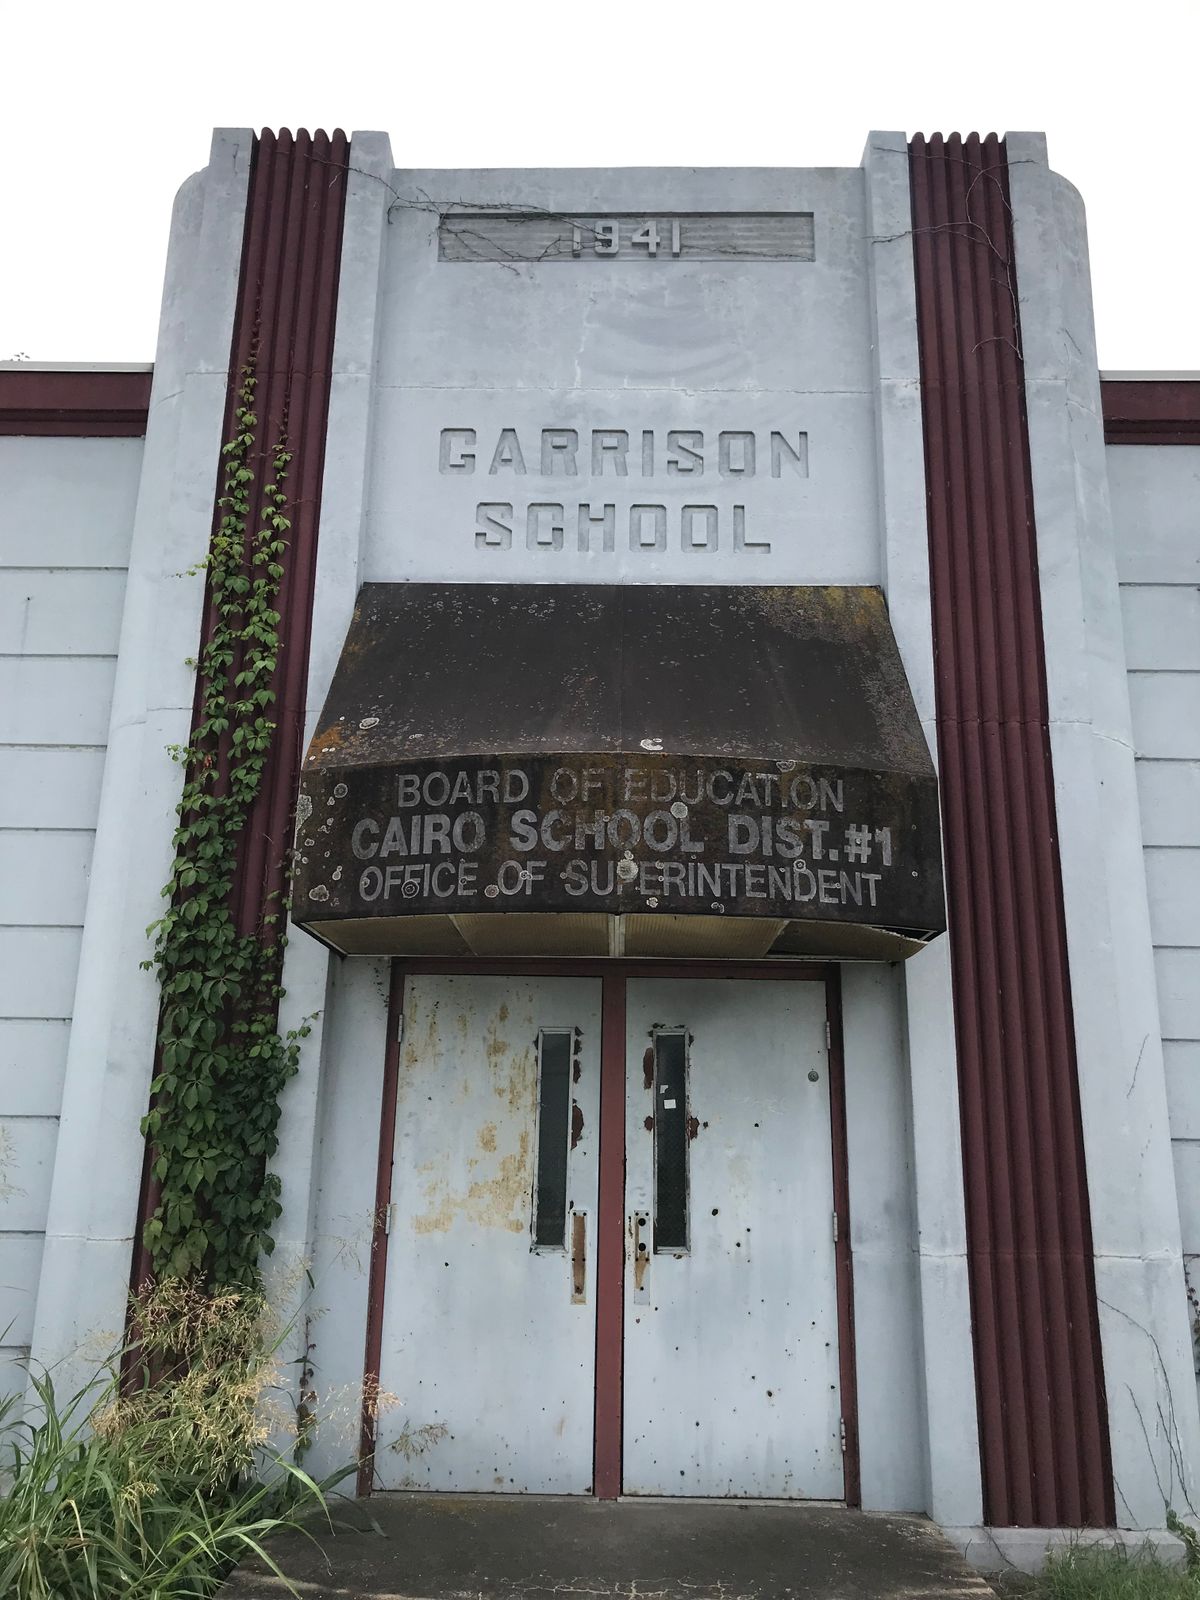 1941
GARRISON
SCHOOL
BOARD OF EDUCATION
CAIRO SCHOOL DIST. #1
OFFICE OF SUPERINTENDENT